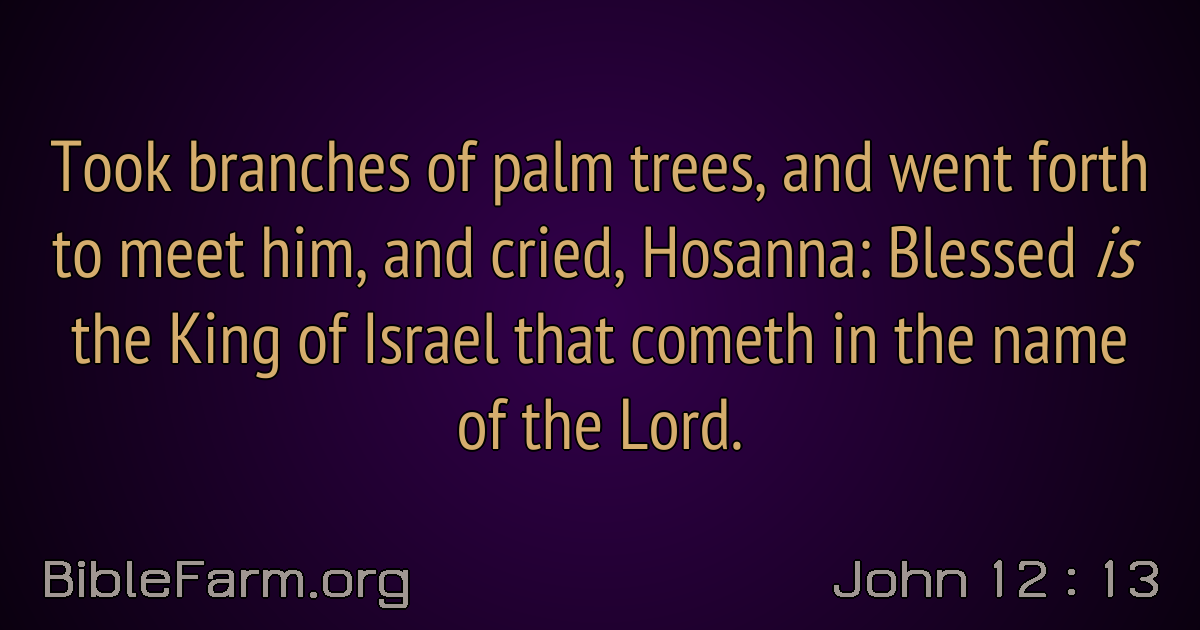 Took branches of palm trees, and went forth
to meet him, and cried, Hosanna: Blessed is
the King of Israel that cometh in the name
of the Lord.
BibleFarm.org
John 12 : 13